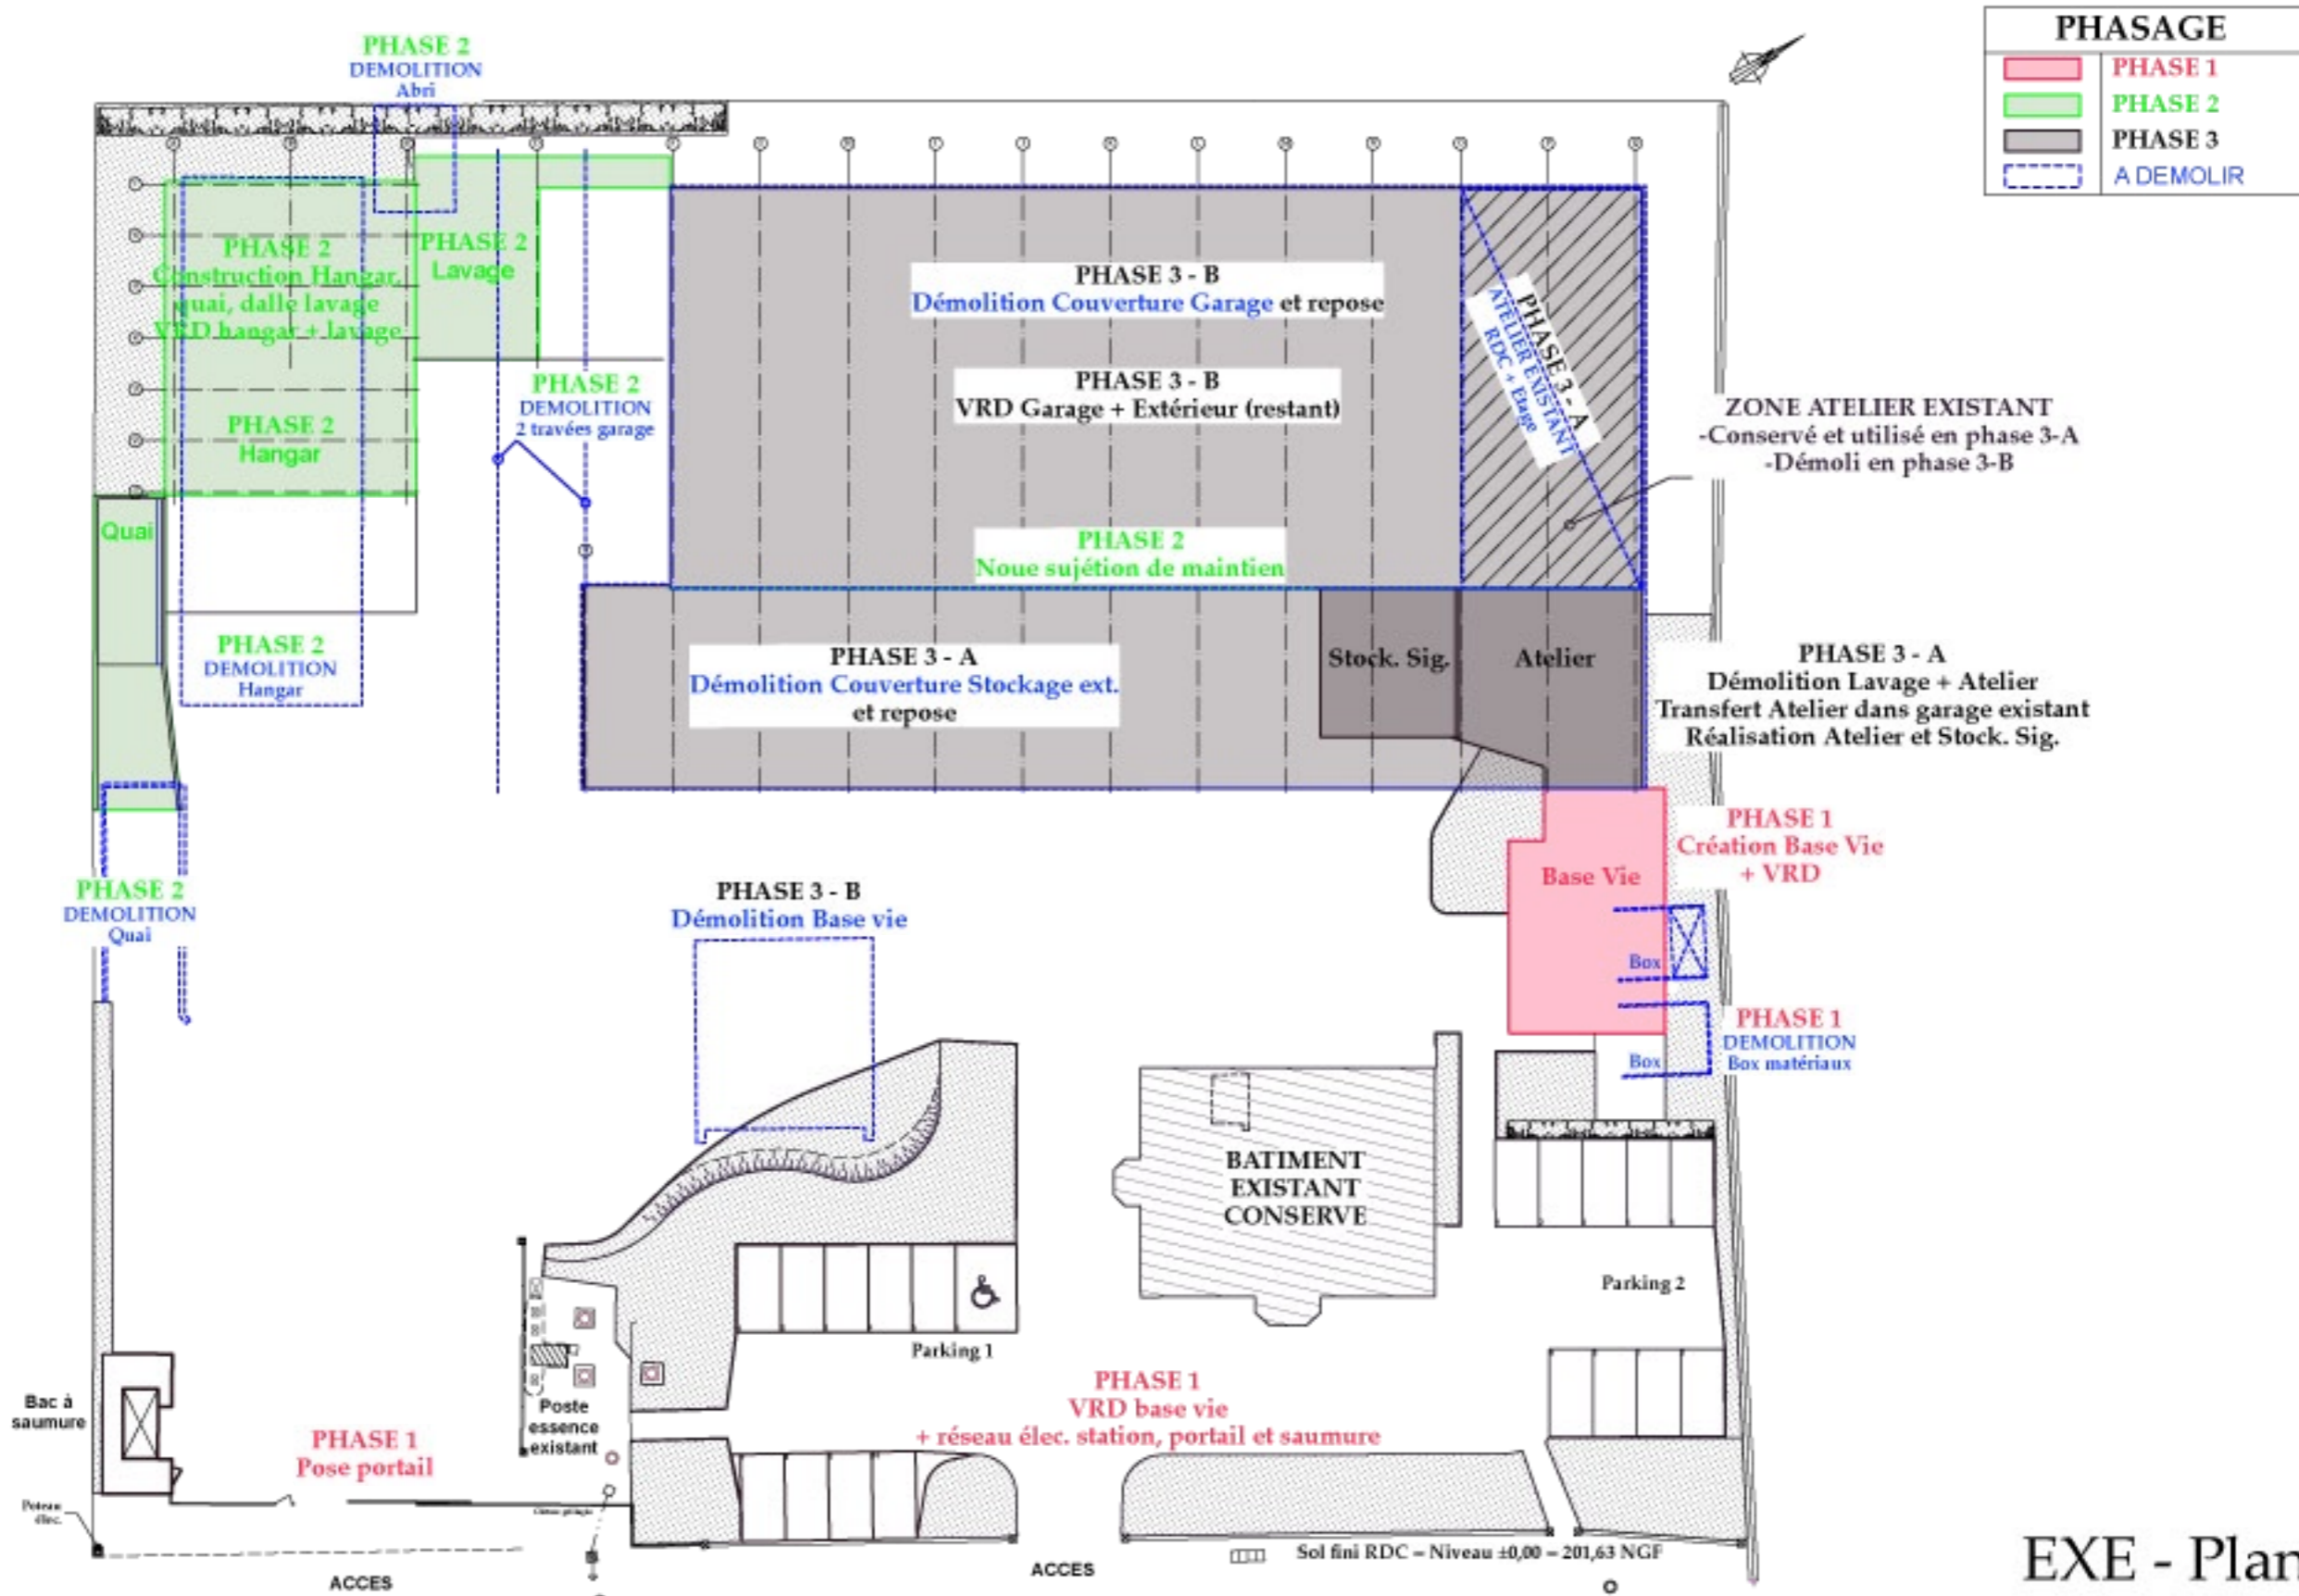 PHASAGE
PHASE 1
PHASE 2
PHASE 3
A DEMOLIR
PHASE 2
DEMOLITION
Abri
PHASE 2
Construction Hangar,
quai, dalle lavage
VRD hangar + lavage
PHASE 2
Lavage
PHASE 2
Hangar
PHASE 2
DEMOLITION
2 travées garage
PHASE 3 - B
Démolition Couverture Garage et repose
PHASE 3 - B
VRD Garage + Extérieur (restant)
PHASE 3 - A
ATELIER EXISTANT
RDC + Etage
ZONE ATELIER EXISTANT
-Conservé et utilisé en phase 3-A
-Démoli en phase 3-B
PHASE 2
Noue sujétion de maintien
Quai
PHASE 2
DEMOLITION
Hangar
PHASE 3 - A
Démolition Couverture Stockage ext.
et repose
Stock. Sig.
Atelier
PHASE 3 - A
Démolition Lavage + Atelier
Transfert Atelier dans garage existant
Réalisation Atelier et Stock. Sig.
PHASE 1
Création Base Vie
+ VRD
Base Vie
PHASE 2
DEMOLITION
Quai
PHASE 3 - B
Démolition Base vie
Box
Box
PHASE 1
DEMOLITION
Box matériaux
BATIMENT
EXISTANT
CONSERVE
Parking 2
Parking 1
Bac à
saumure
Poste
essence
existant
PHASE 1
Pose portail
PHASE 1
VRD base vie
+ réseau élec. station, portail et saumure
Poteau
élec.
ACCES
ACCES
Sol fini RDC = Niveau ±0,00 = 201,63 NGF
EXE - Plan